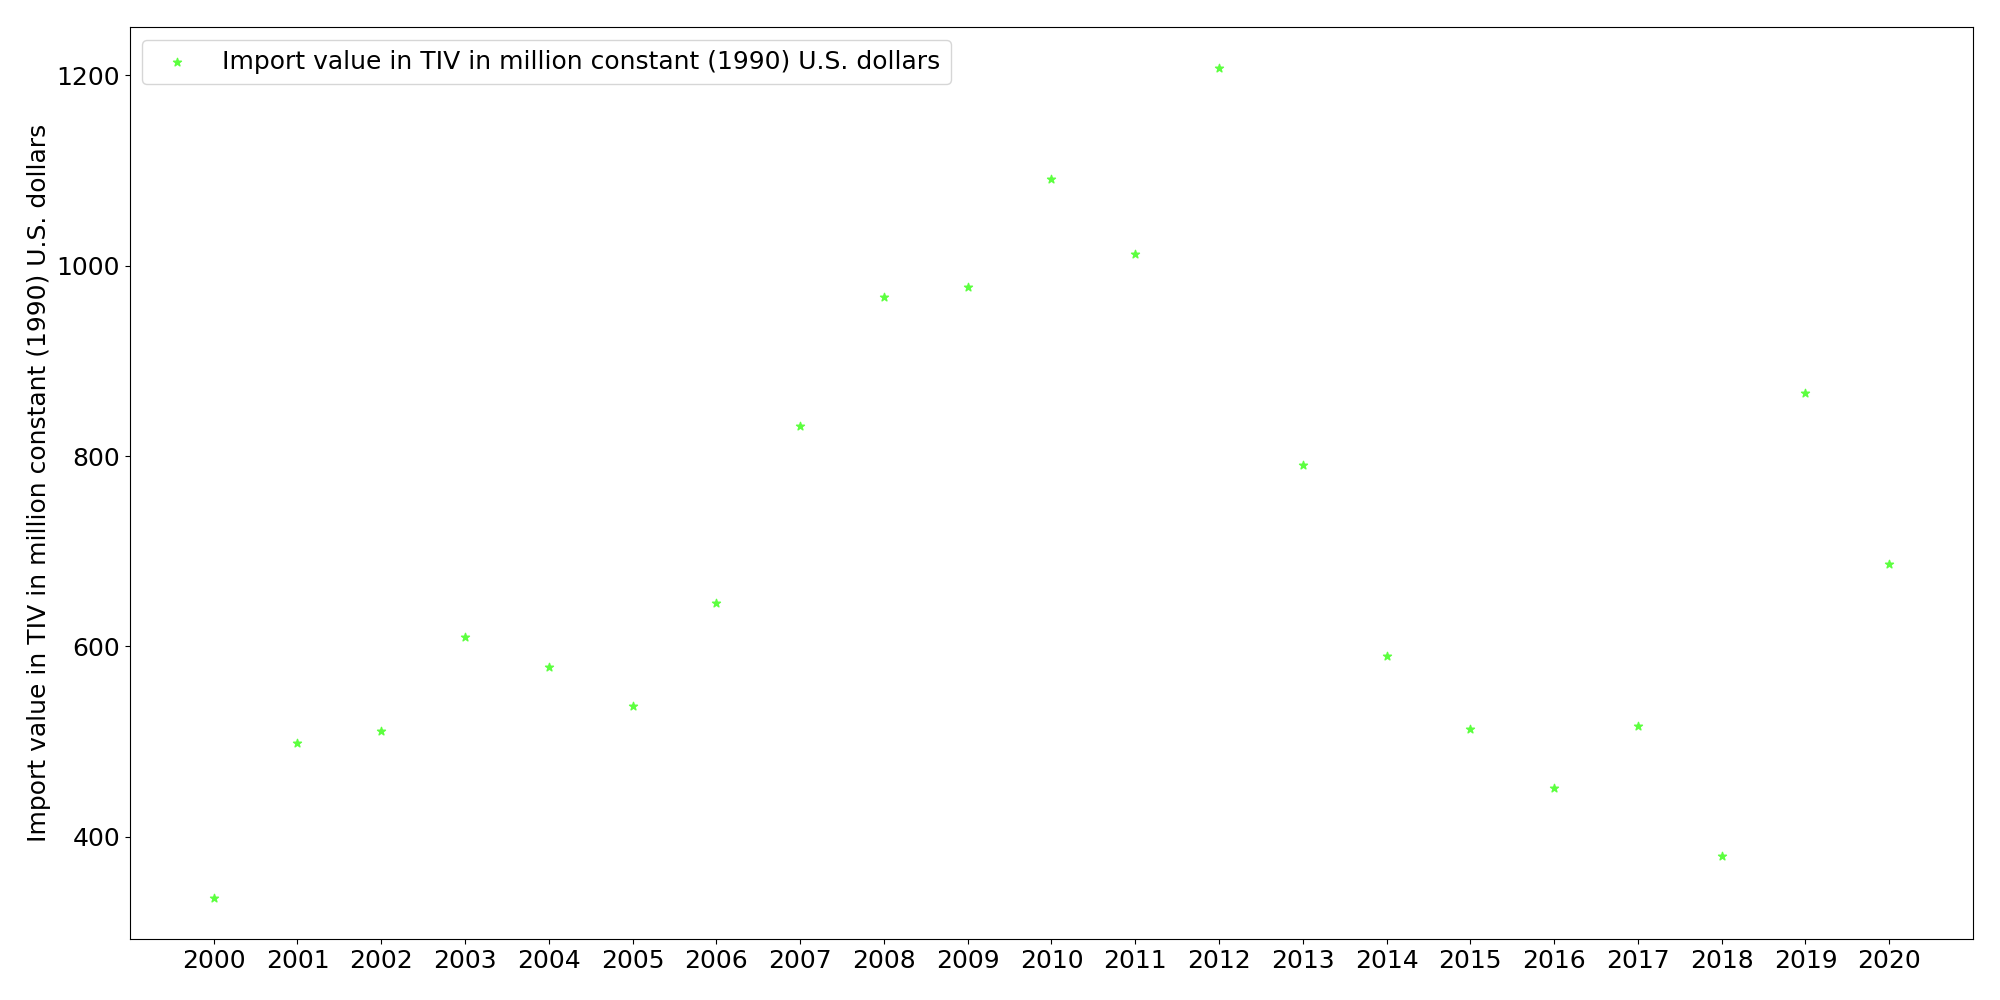 Import value in TIV in million constant (1990) U.S. dollars
Import value in TIV in million constant (1990) U.S. dollars
1200
1000
800
600
400
2000 2001 2002 2003 2004 2005 2006 2007 2008 2009 2010 2011 2012 2013 2014 2015 2016 2017 2018 2019 2020